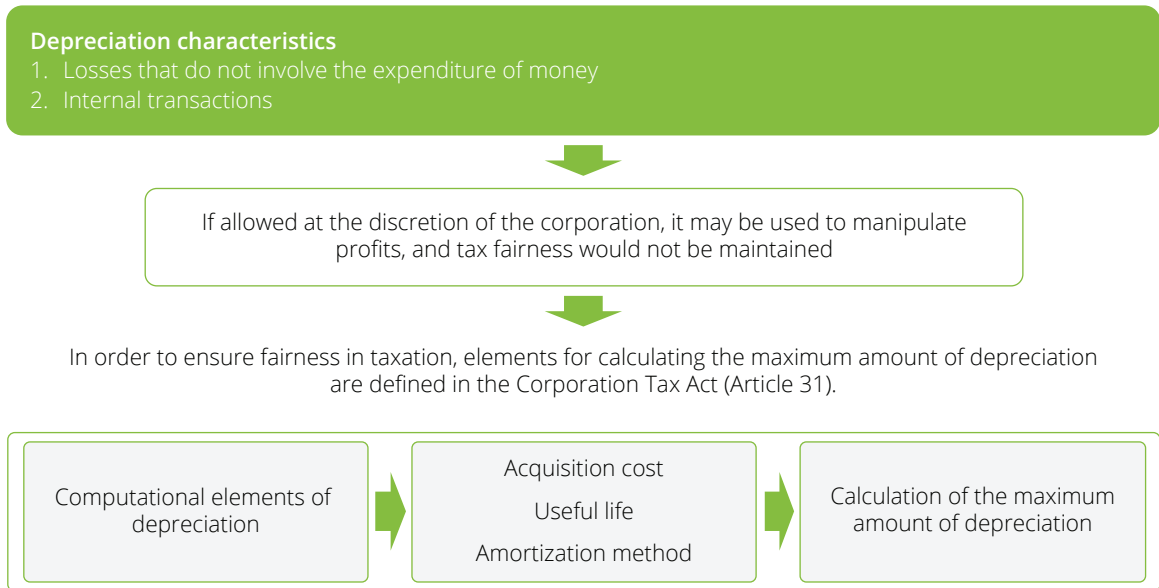 Depreciation characteristics
1. Losses that do not involve the expenditure of money
2. Internal transactions
If allowed at the discretion of the corporation, it may be used to manipulate
profits, and tax fairness would not be maintained
In order to ensure fairness in taxation, elements for calculating the maximum amount of depreciation
are defined in the Corporation Tax Act (Article 31).
Computational elements of
depreciation
Acquisition cost
Useful life
Amortization method
Calculation of the maximum
amount of depreciation